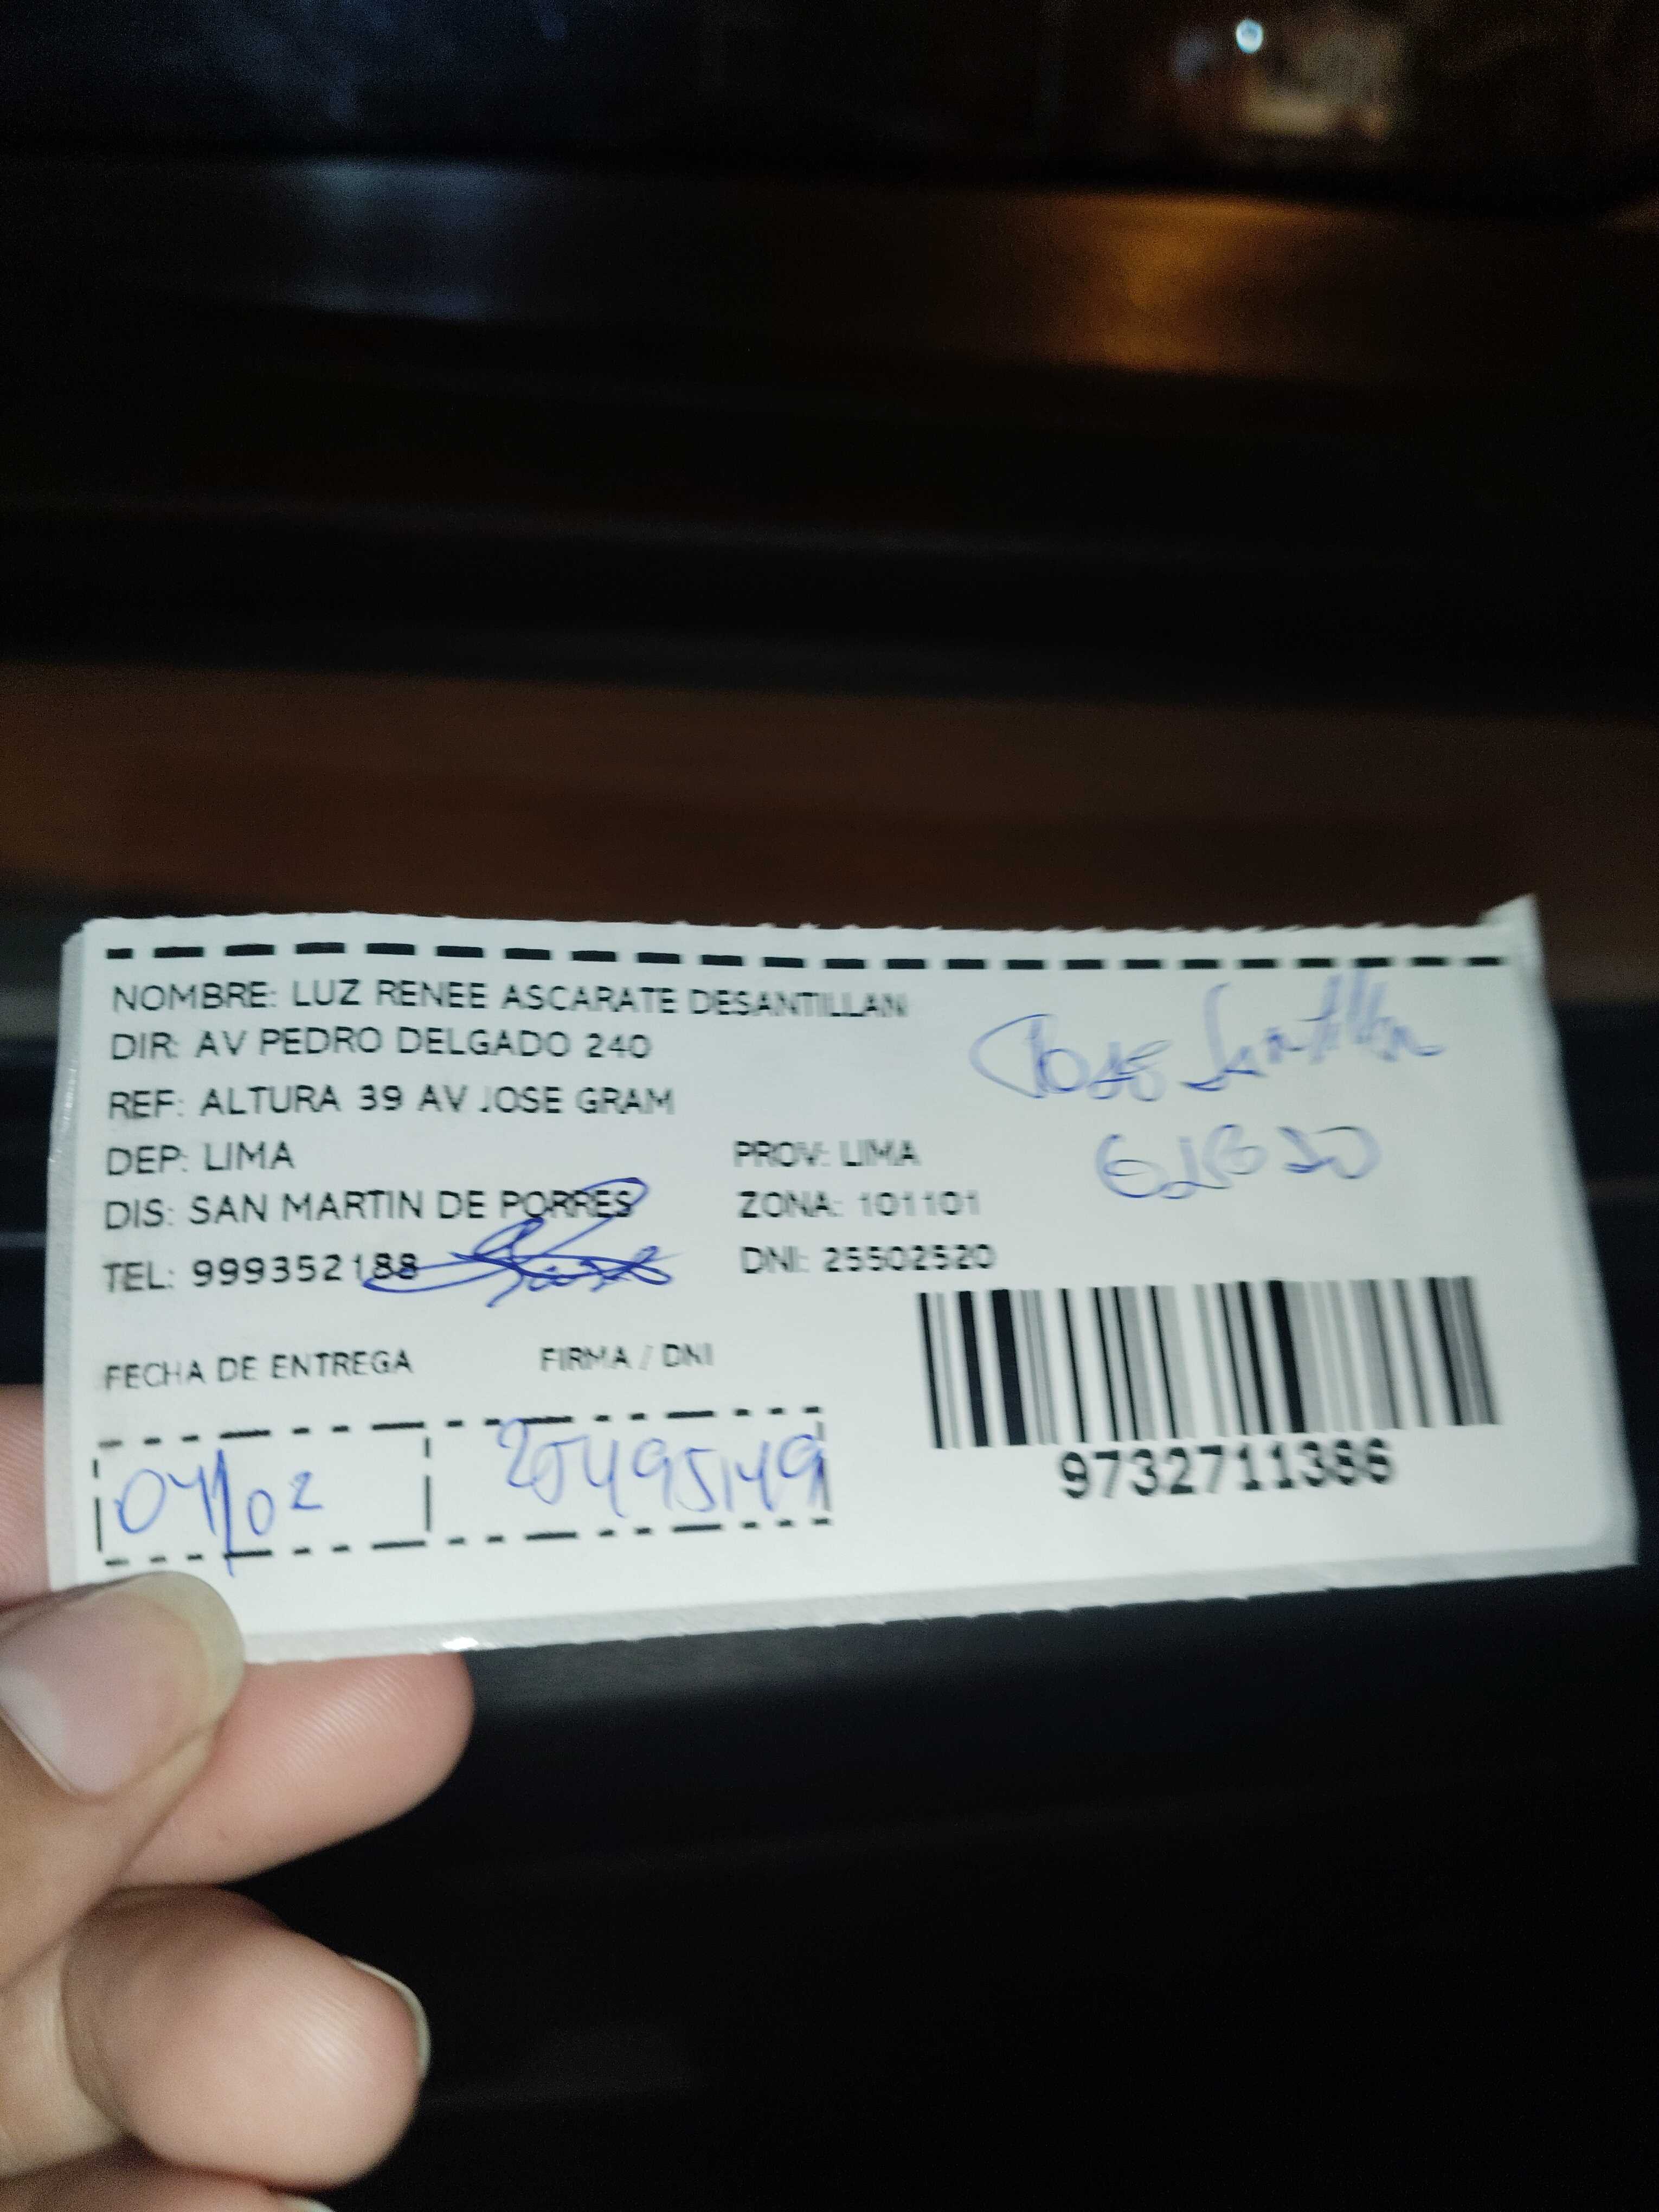 NOMBRE: LUZ RENEE ASCARATE DESANTILLAN
DIR: AV PEDRO DELGADO 240
REF: ALTURA 39 AV JOSE GRAM
DEP: LIMA
PROV: LIMA
DIS: SAN MARTIN DE PORRES
ZONA: 101101
TEL: 999352188
DNI: 25502520
Jose Santillan
FECHA DE ENTREGA
FIRMA / DNI
04/02
25495149
9732711386